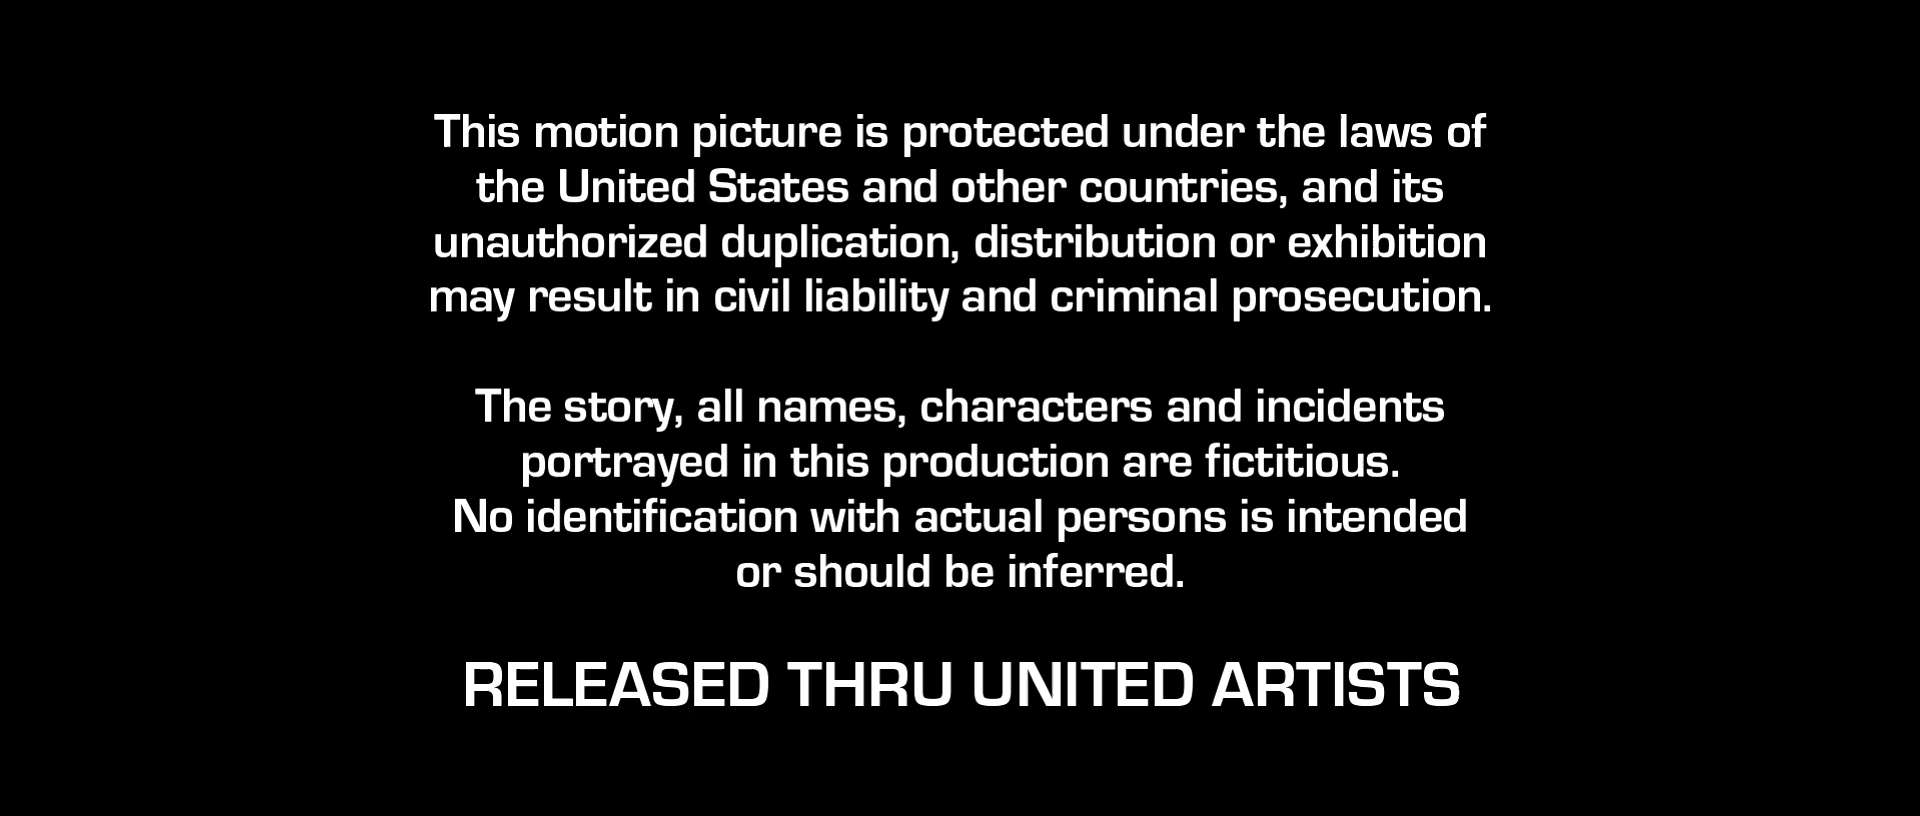 This motion picture is protected under the laws of
the United States and other countries, and its
unauthorized duplication, distribution or exhibition
may result in civil liability and criminal prosecution.
The story, all names, characters and incidents
portrayed in this production are fictitious.
No identification with actual persons is intended
or should be inferred.
RELEASED THRU UNITED ARTISTS